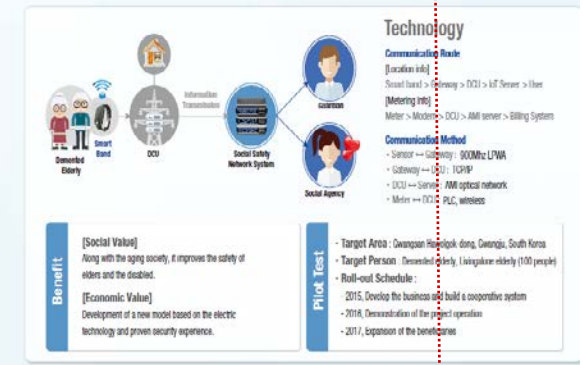 Technology
Communication Route
[Location info]
Smart band > Gateway > DCU > IoT Server > User
[Metering info]
Meter > Modem > DCU > AMI server > Billing System
Communication Method
· Sensor ↔ Gateway : 900Mhz LPWA
· Gateway ↔ DCU : TCP/IP
· DCU ↔ Server : AMI optical network
· Meter ↔ DCU : PLC, wireless
Information
Transmission
Guardian
Demented
Elderly
Smart
Band
DCU
Social Safety
Network System
Social Agency
Benefit
[Social Value]
Along with the aging society, it improves the safety of
elders and the disabled.
[Economic Value]
Development of a new model based on the electric
technology and proven security experience.
Pilot Test
· Target Area : Gwangsan dong, Gwangju, South Korea
· Target Person : Demented elderly, Livingalone elderly (100 people)
· Roll-out Schedule :
- 2015, Develop the business and build a cooperative system
- 2016, Demonstration of the project operation
- 2017, Expansion of the beneficiaries